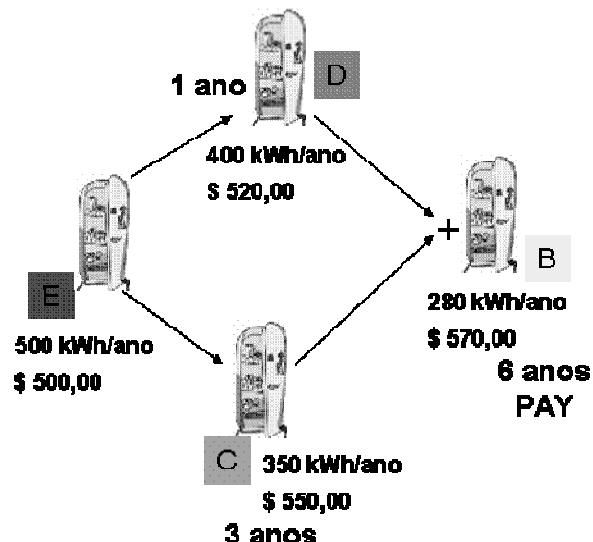 1 ano
D
400 kWh/ano
$ 520,00
+
B
280 kWh/ano
$ 570,00
6 anos
PAY
E
500 kWh/ano
$ 500,00
C
350 kWh/ano
$ 550,00
3 anos